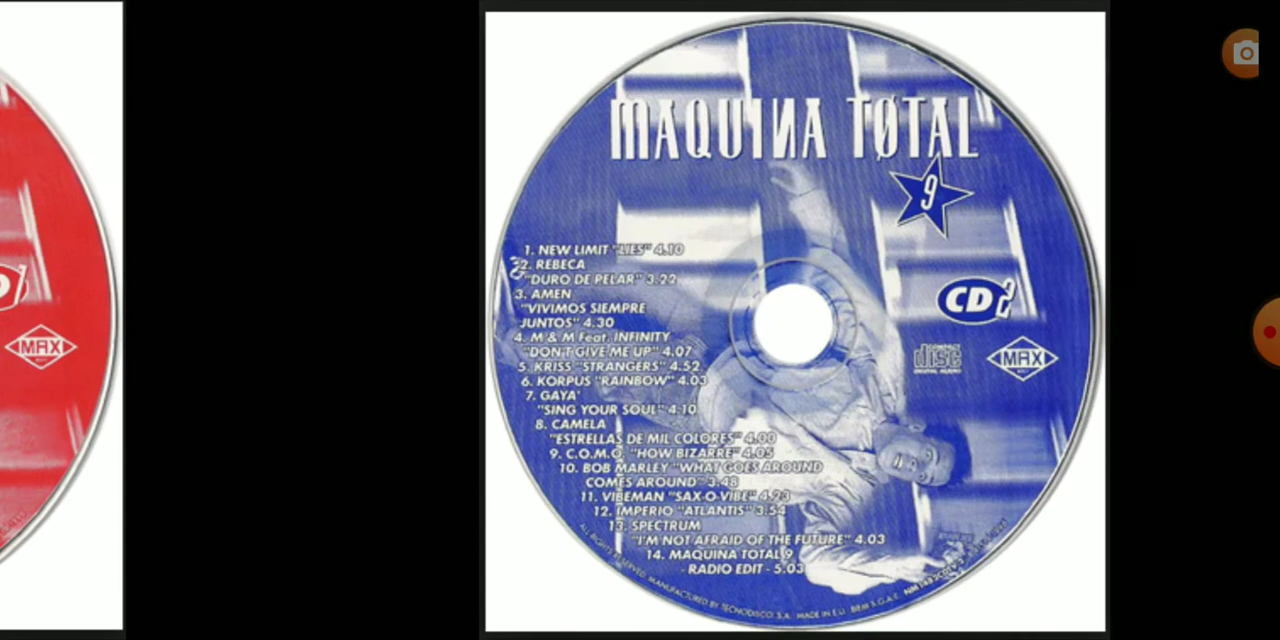 MAQUINA TØTAL
9
1. NEW LIMIT "LIES" 4.10
2. REBECA
"DURO DE PELAR" 3.22
3. AMEN
"VIVIMOS SIEMPRE
JUNTOS" 4.30
4. M & M Feat. INFINITY
"DON'T GIVE ME UP" 4.07
5. KRISS "STRANGERS" 4.52
6. KORPUS "RAINBOW" 4.03
7. GAYA'
"SING YOUR SOUL" 4.10
8. CAMELA
"ESTRELLAS DE MIL COLORES" 4.00
9. C.O.M.O. "HOW BIZARRE" 4.05
10. BOB MARLEY "WHAT GOES AROUND
COMES AROUND" 3.48
11. VIBEMAN "SAX-O-VIBE" 4.23
12. IMPERIO "ATLANTIS" 3.54
13. SPECTRUM
"I'M NOT AFRAID OF THE FUTURE" 4.03
14. MAQUINA TOTAL 9
- RADIO EDIT - 5.03
CD2
COMPACT
disc
DIGITAL AUDIO
MAX
MAX
ALL RIGHTS RESERVED. MANUFACTURED BY TECNODISCO, S.A. MADE IN E.U.